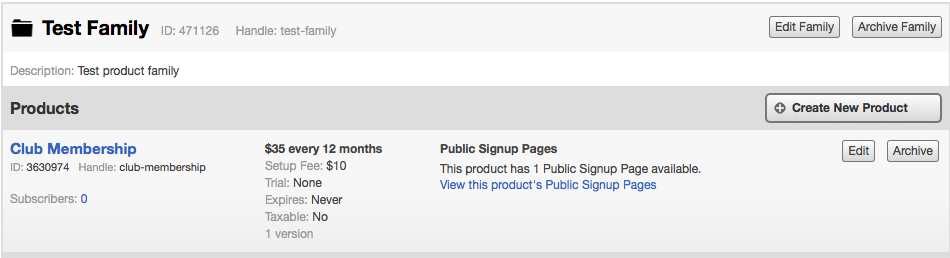 Test Family ID: 471126 Handle: test-family Edit Family Archive Family
Description: Test product family
Products Create New Product
Club Membership
ID: 3630974 Handle: club-membership
Subscribers: 0
$35 every 12 months
Setup Fee: $10
Trial: None
Expires: Never
Taxable: No
1 version
Public Signup Pages
This product has 1 Public Signup Page available.
View this product's Public Signup Pages
Edit Archive